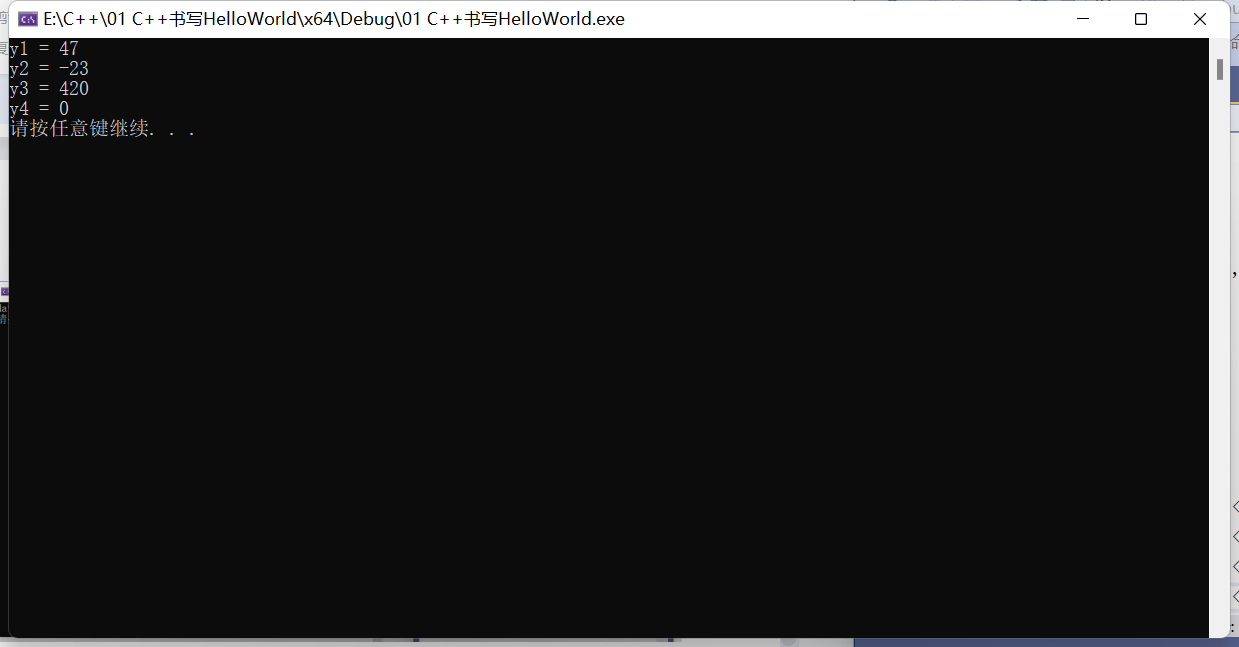 E:\C++\01 C++书写HelloWorld\x64\Debug\01 C++书写HelloWorld.exe
y1 = 47
y2 = -23
y3 = 420
y4 = 0
请按任意键继续. . .